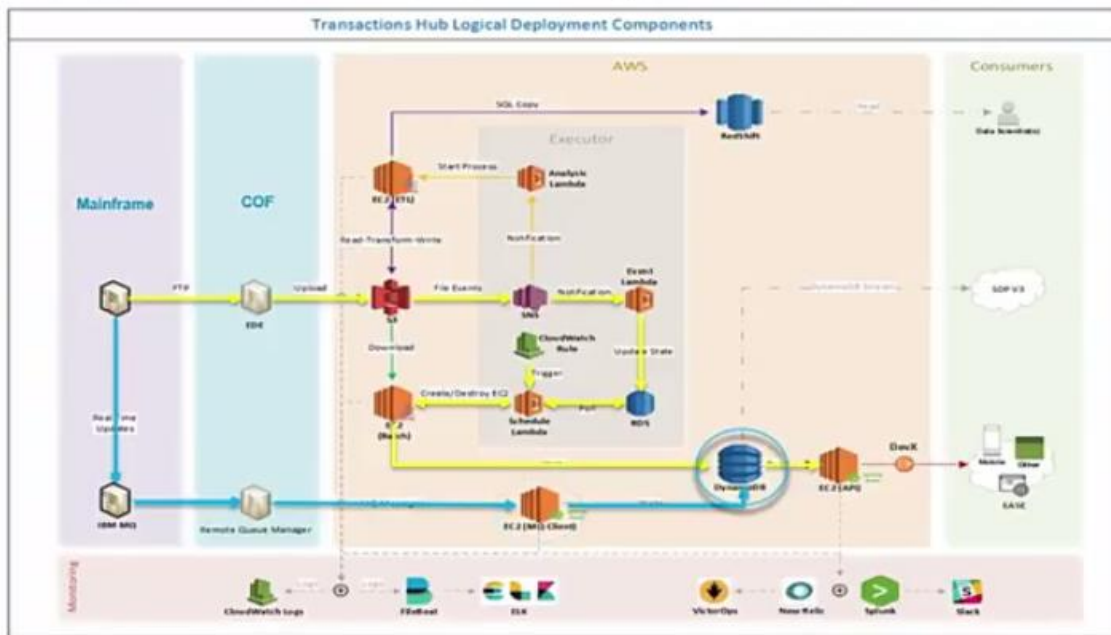 Transactions Hub Logical Deployment Components
Mainframe
COF
AWS
Consumers
SQL Copy
Redshift
Read
Data Scientist(s)
Executor
Start Process
Analysis
Lambda
EC2 (ETL)
Read-Transform-Write
Notification
FTP
Upload
File Events
Notification
Event
Lambda
EDE
S3
SNS
DynamoDB Streams
SOP V3
CloudWatch
Rule
Update State
Download
Trigger
Create/Destroy EC2
Poll
Real Time
Updates
EC2
(Batch)
Schedule
Lambda
RDS
DevX
Mobile
Other
DynamoDB
EC2 (API)
EASE
IBM MQ
Remote Queue Manager
EC2 (MQ Client)
Monitoring
Logs
Logs
CloudWatch Logs
FileBeat
ELK
VictorOps
New Relic
Splunk
Slack